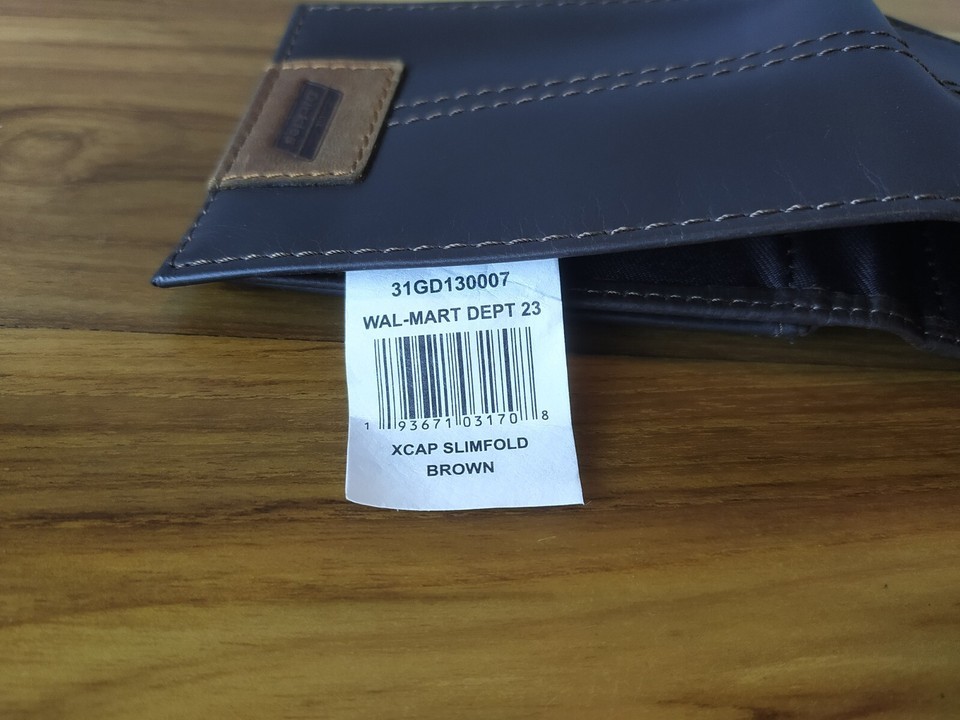 31GD130007
WAL-MART DEPT 23
1 93671 03170 8
XCAP SLIMFOLD
BROWN